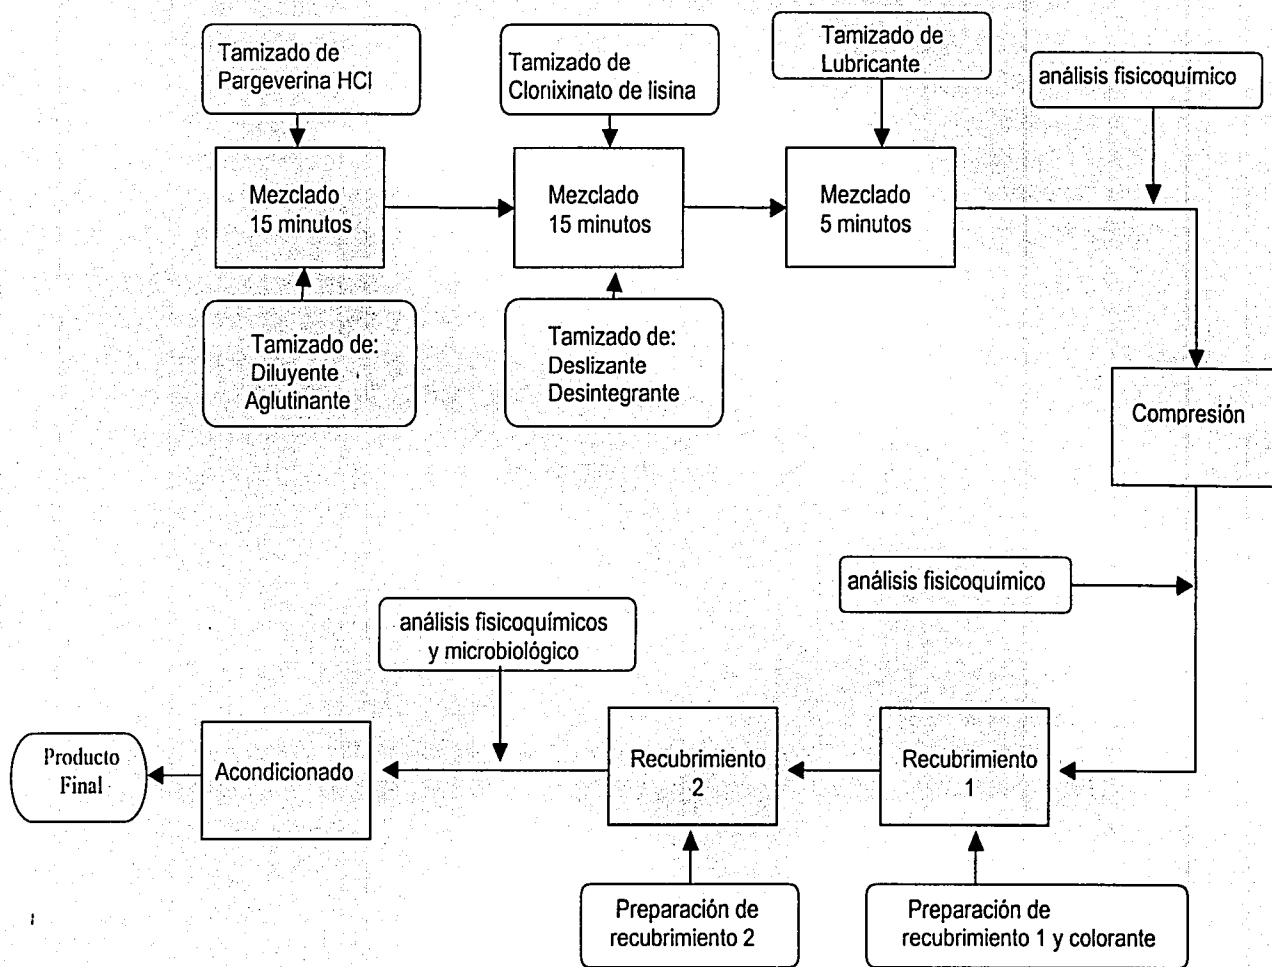 Tamizado de
Pargeverina HCl
Tamizado de
Clonixinato de lisina
Tamizado de
Lubricante
análisis fisicoquímico
Mezclado
15 minutos
Mezclado
15 minutos
Mezclado
5 minutos
Tamizado de:
Diluyente
Aglutinante
Tamizado de:
Deslizante
Desintegrante
Compresión
análisis fisicoquímico
análisis fisicoquímicos
y microbiológico
Producto
Final
Acondicionado
Recubrimiento
2
Recubrimiento
1
Preparación de
recubrimiento 2
Preparación de
recubrimiento 1 y colorante